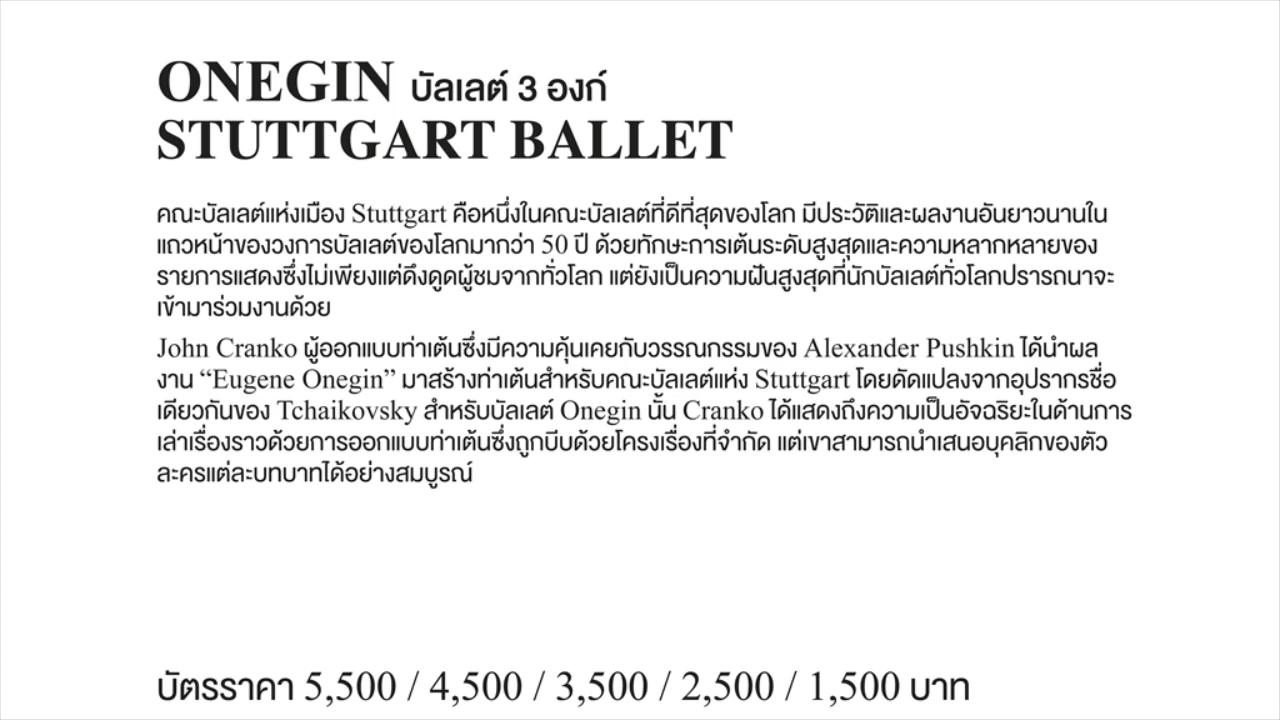 ONEGIN บัลเลต์ 3 องก์
STUTTGART BALLET
คณะบัลเลต์แห่งเมือง Stuttgart คือหนึ่งในคณะบัลเลต์ที่ดีที่สุดของโลก มีประวัติและผลงานอันยาวนานใน
แถวหน้าของวงการบัลเลต์ของโลกมากว่า 50 ปี ด้วยทักษะการเต้นระดับสูงสุดและความหลากหลายของ
รายการแสดงซึ่งไม่เพียงแต่ดึงดูดผู้ชมจากทั่วโลก แต่ยังเป็นความฝันสูงสุดที่นักบัลเลต์ทั่วโลกปรารถนาจะ
เข้ามาร่วมงานด้วย
John Cranko ผู้ออกแบบท่าเต้นซึ่งมีความคุ้นเคยกับวรรณกรรมของ Alexander Pushkin ได้นำผล
งาน “Eugene Onegin” มาสร้างท่าเต้นสำหรับคณะบัลเลต์แห่ง Stuttgart โดยดัดแปลงจากอุปรากรชื่อ
เดียวกันของ Tchaikovsky สำหรับบัลเลต์ Onegin นั้น Cranko ได้แสดงถึงความเป็นอัจฉริยะในด้านการ
เล่าเรื่องราวด้วยการออกแบบท่าเต้นซึ่งถูกบีบด้วยโครงเรื่องที่จำกัด แต่เขาสามารถนำเสนอบุคลิกของตัว
ละครแต่ละบทบาทได้อย่างสมบูรณ์
บัตรราคา 5,500 / 4,500 / 3,500 / 2,500 / 1,500 บาท